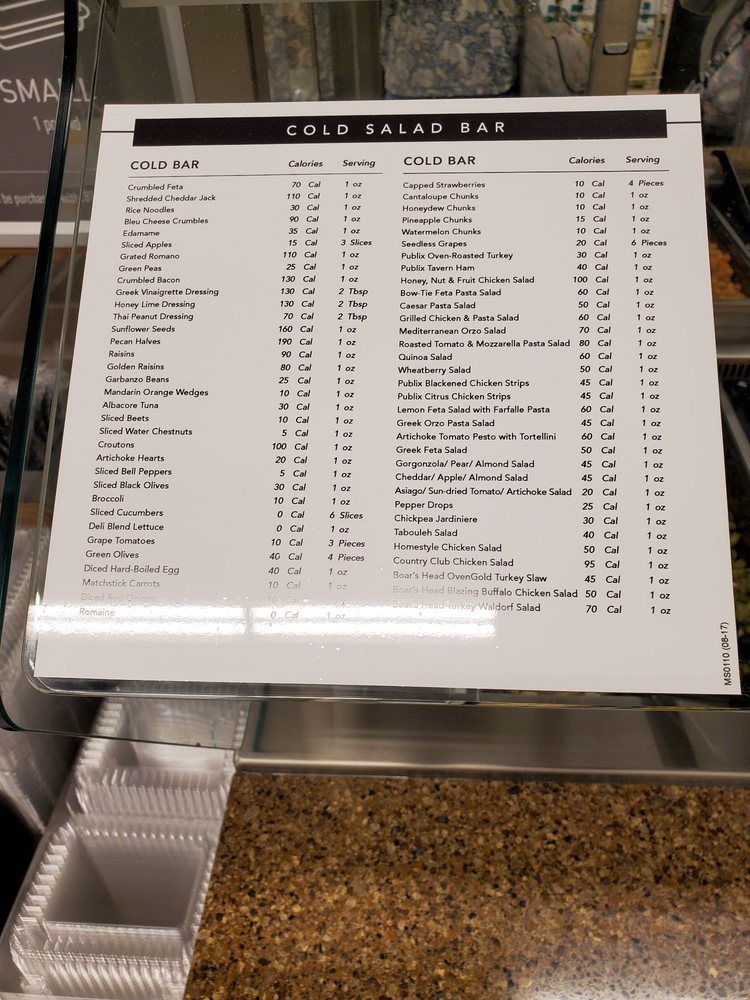 SMALL
1 p
be purcha
COLD SALAD BAR
COLD BAR Calories Serving
Crumbled Feta 70 Cal 1 oz
Shredded Cheddar Jack 110 Cal 1 oz
Rice Noodles 30 Cal 1 oz
Bleu Cheese Crumbles 90 Cal 1 oz
Edamame 35 Cal 1 oz
Sliced Apples 15 Cal 3 Slices
Grated Romano 110 Cal 1 oz
Green Peas 25 Cal 1 oz
Crumbled Bacon 130 Cal 1 oz
Greek Vinaigrette Dressing 130 Cal 2 Tbsp
Honey Lime Dressing 130 Cal 2 Tbsp
Thai Peanut Dressing 70 Cal 2 Tbsp
Sunflower Seeds 160 Cal 1 oz
Pecan Halves 190 Cal 1 oz
Raisins 90 Cal 1 oz
Golden Raisins 80 Cal 1 oz
Garbanzo Beans 25 Cal 1 oz
Mandarin Orange Wedges 10 Cal 1 oz
Albacore Tuna 30 Cal 1 oz
Sliced Beets 10 Cal 1 oz
Sliced Water Chestnuts 5 Cal 1 oz
Croutons 100 Cal 1 oz
Artichoke Hearts 20 Cal 1 oz
Sliced Bell Peppers 5 Cal 1 oz
Sliced Black Olives 30 Cal 1 oz
Broccoli 10 Cal 1 oz
Sliced Cucumbers 0 Cal 6 Slices
Deli Blend Lettuce 0 Cal 1 oz
Grape Tomatoes 10 Cal 3 Pieces
Green Olives 40 Cal 4 Pieces
Diced Hard-Boiled Egg 40 Cal 1 oz
Matchstick Carrots 10 Cal 1 oz
Diced Red Onions 10 Cal 1 oz
Romaine 0 Cal 1 oz
COLD BAR Calories Serving
Capped Strawberries 10 Cal 4 Pieces
Cantaloupe Chunks 10 Cal 1 oz
Honeydew Chunks 10 Cal 1 oz
Pineapple Chunks 15 Cal 1 oz
Watermelon Chunks 10 Cal 1 oz
Seedless Grapes 20 Cal 6 Pieces
Publix Oven-Roasted Turkey 30 Cal 1 oz
Publix Tavern Ham 40 Cal 1 oz
Honey, Nut & Fruit Chicken Salad 100 Cal 1 oz
Bow-Tie Feta Pasta Salad 60 Cal 1 oz
Caesar Pasta Salad 50 Cal 1 oz
Grilled Chicken & Pasta Salad 60 Cal 1 oz
Mediterranean Orzo Salad 70 Cal 1 oz
Roasted Tomato & Mozzarella Pasta Salad 80 Cal 1 oz
Quinoa Salad 60 Cal 1 oz
Wheatberry Salad 50 Cal 1 oz
Publix Blackened Chicken Strips 45 Cal 1 oz
Publix Citrus Chicken Strips 45 Cal 1 oz
Lemon Feta Salad with Farfalle Pasta 60 Cal 1 oz
Greek Orzo Pasta Salad 45 Cal 1 oz
Artichoke Tomato Pesto with Tortellini 60 Cal 1 oz
Greek Feta Salad 50 Cal 1 oz
Gorgonzola/ Pear/ Almond Salad 45 Cal 1 oz
Cheddar/ Apple/ Almond Salad 45 Cal 1 oz
Asiago/ Sun-dried Tomato/ Artichoke Salad 20 Cal 1 oz
Pepper Drops 25 Cal 1 oz
Chickpea Jardiniere 30 Cal 1 oz
Tabouleh Salad 40 Cal 1 oz
Homestyle Chicken Salad 50 Cal 1 oz
Country Club Chicken Salad 95 Cal 1 oz
Boar's Head OvenGold Turkey Slaw 45 Cal 1 oz
Boar's Head Blazing Buffalo Chicken Salad 50 Cal 1 oz
Boar's Head Turkey Waldorf Salad 70 Cal 1 oz
MS0110 (08-17)